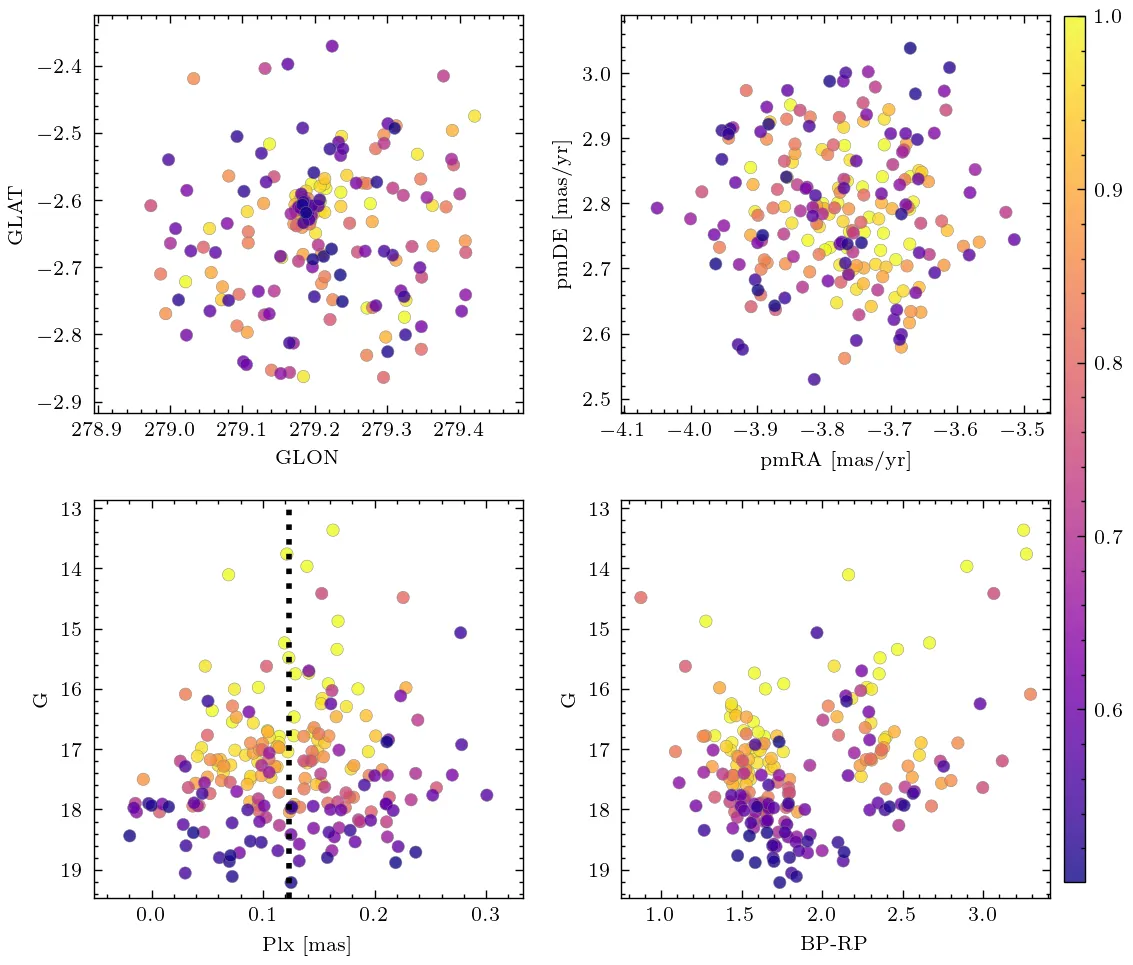 −2.4
−2.5
−2.6
−2.7
−2.8
−2.9
GLAT
278.9 279.0 279.1 279.2 279.3 279.4
GLON
3.0
2.9
2.8
2.7
2.6
2.5
pmDE [mas/yr]
−4.1 −4.0 −3.9 −3.8 −3.7 −3.6 −3.5
pmRA [mas/yr]
1.0
0.9
0.8
0.7
0.6
13
14
15
16
17
18
19
G
0.0 0.1 0.2 0.3
Plx [mas]
13
14
15
16
17
18
19
G
1.0 1.5 2.0 2.5 3.0
BP-RP